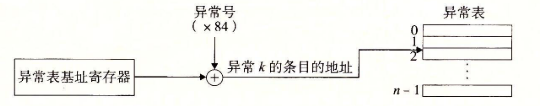 异常号
(×84)
异常表
0
1
2
异常表基址寄存器
异常 k 的条目的地址
n-1